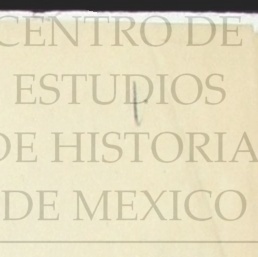 CENTRO DE
ESTUDIOS
DE HISTORIA
DE MEXICO